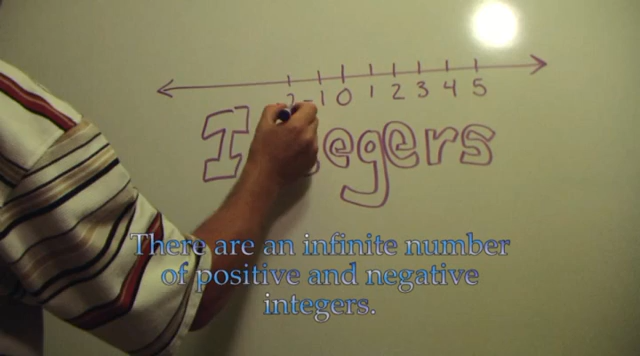 -2 -1 0 1 2 3 4 5
Integers
There are an infinite number
of positive and negative
integers.